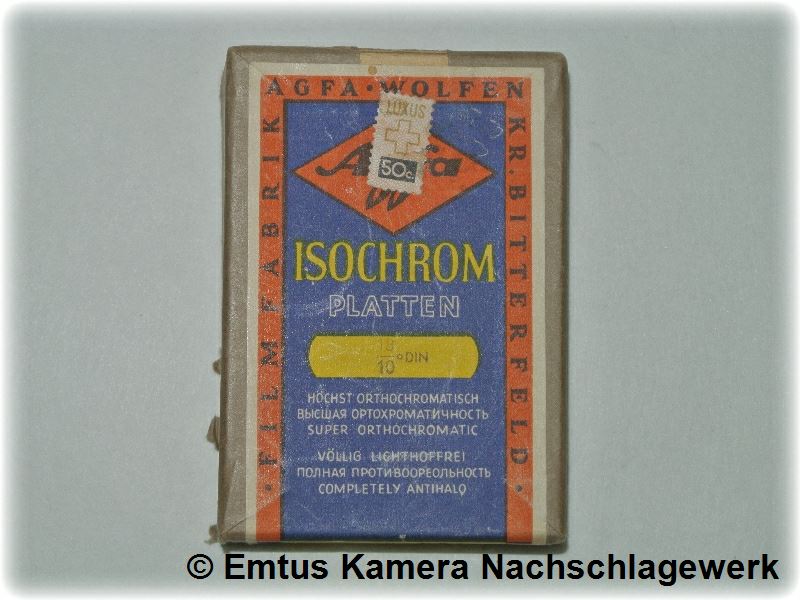 AGFA · WOLFEN
· FILMFABRIK
KR. BITTERFELD ·
LUXUS
50c.
Agfa
ISOCHROM
PLATTEN
18/10 °DIN
HÖCHST ORTHOCHROMATISCH
ВЫСШАЯ ОРТОХРОМАТИЧНОСТЬ
SUPER ORTHOCHROMATIC
VÖLLIG LICHTHOFFREI
ПОЛНАЯ ПРОТИВООРЕОЛЬНОСТЬ
COMPLETELY ANTIHALO
© Emtus Kamera Nachschlagewerk